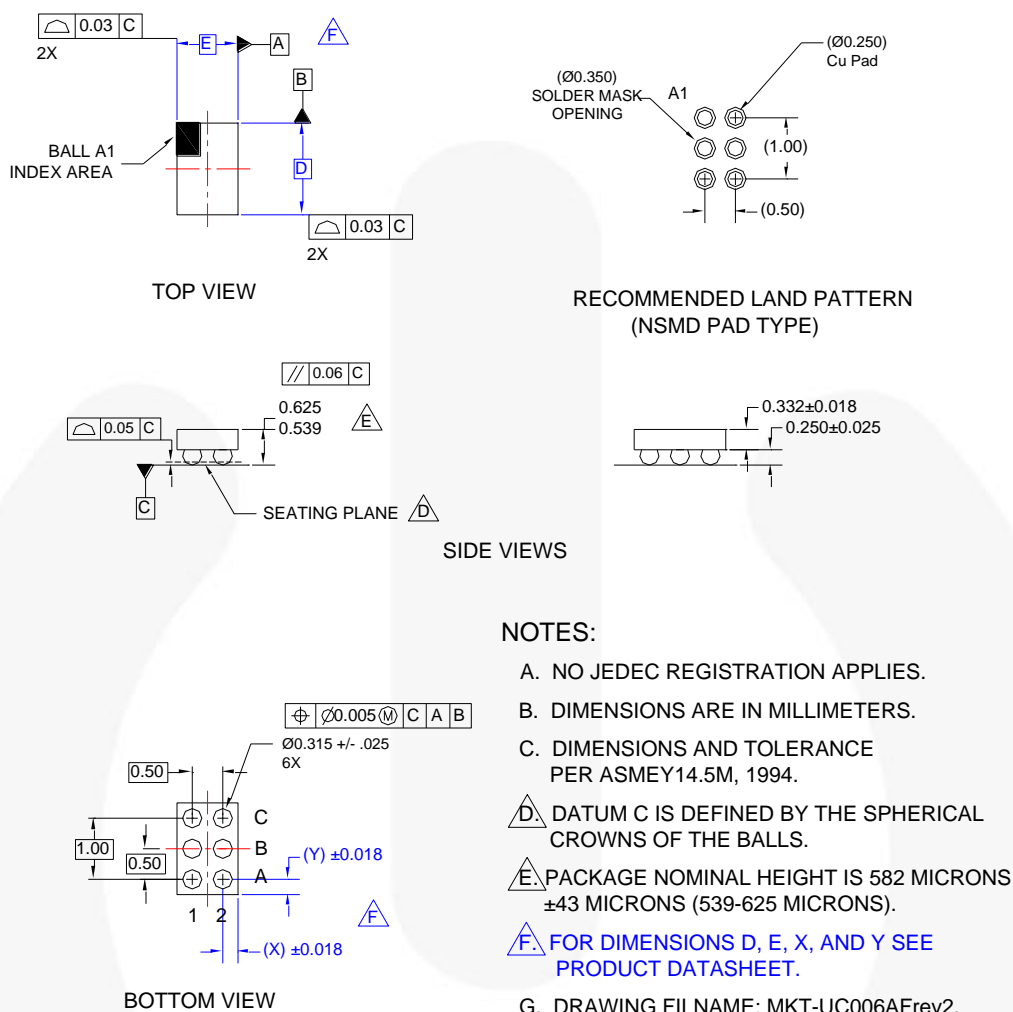 0.03 C
2X
E
A
F
B
BALL A1
INDEX AREA
D
0.03 C
2X
TOP VIEW
(Ø0.250)
Cu Pad
(Ø0.350)
SOLDER MASK
OPENING
A1
(1.00)
(0.50)
RECOMMENDED LAND PATTERN
(NSMD PAD TYPE)
// 0.06 C
0.625
0.539
E
0.05 C
C
SEATING PLANE D
0.332±0.018
0.250±0.025
SIDE VIEWS
⌖ Ø0.005 Ⓜ C A B
Ø0.315 +/- .025
6X
0.50
1.00
0.50
C
B
A
(Y) ±0.018
1 2
F
(X) ±0.018
BOTTOM VIEW
NOTES:
A. NO JEDEC REGISTRATION APPLIES.
B. DIMENSIONS ARE IN MILLIMETERS.
C. DIMENSIONS AND TOLERANCE
PER ASMEY14.5M, 1994.
D. DATUM C IS DEFINED BY THE SPHERICAL
CROWNS OF THE BALLS.
E. PACKAGE NOMINAL HEIGHT IS 582 MICRONS
±43 MICRONS (539-625 MICRONS).
F. FOR DIMENSIONS D, E, X, AND Y SEE
PRODUCT DATASHEET.
G. DRAWING FILNAME: MKT-UC006AFrev2.